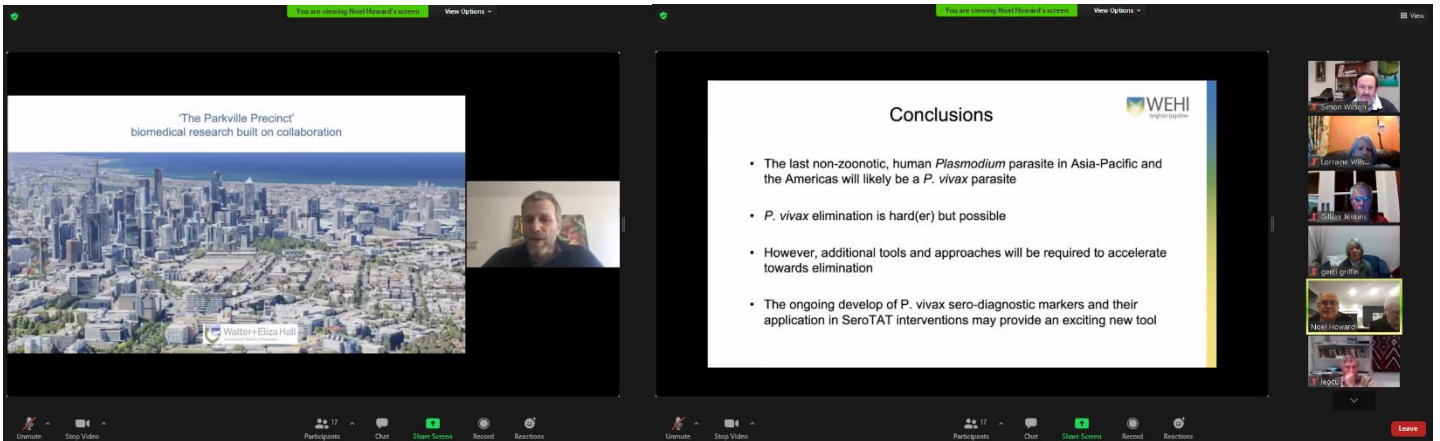 You are viewing Noel Howard's screen
View Options
'The Parkville Precinct'
biomedical research built on collaboration
Walter+Eliza Hall
Unmute
Stop Video
17
Participants
Chat
Share Screen
Record
Reactions
You are viewing Noel Howard's screen
View Options
View
Conclusions
WEHI
brighter together
• The last non-zoonotic, human Plasmodium parasite in Asia-Pacific and
the Americas will likely be a P. vivax parasite
• P. vivax elimination is hard(er) but possible
• However, additional tools and approaches will be required to accelerate
towards elimination
• The ongoing develop of P. vivax sero-diagnostic markers and their
application in SeroTAT interventions may provide an exciting new tool
Simon Wilson
Lorraine Wils...
Gillian Jenkins
gerri griffin
Noel Howard
Unmute
Stop Video
17
Participants
Chat
Share Screen
Record
Reactions
Leave